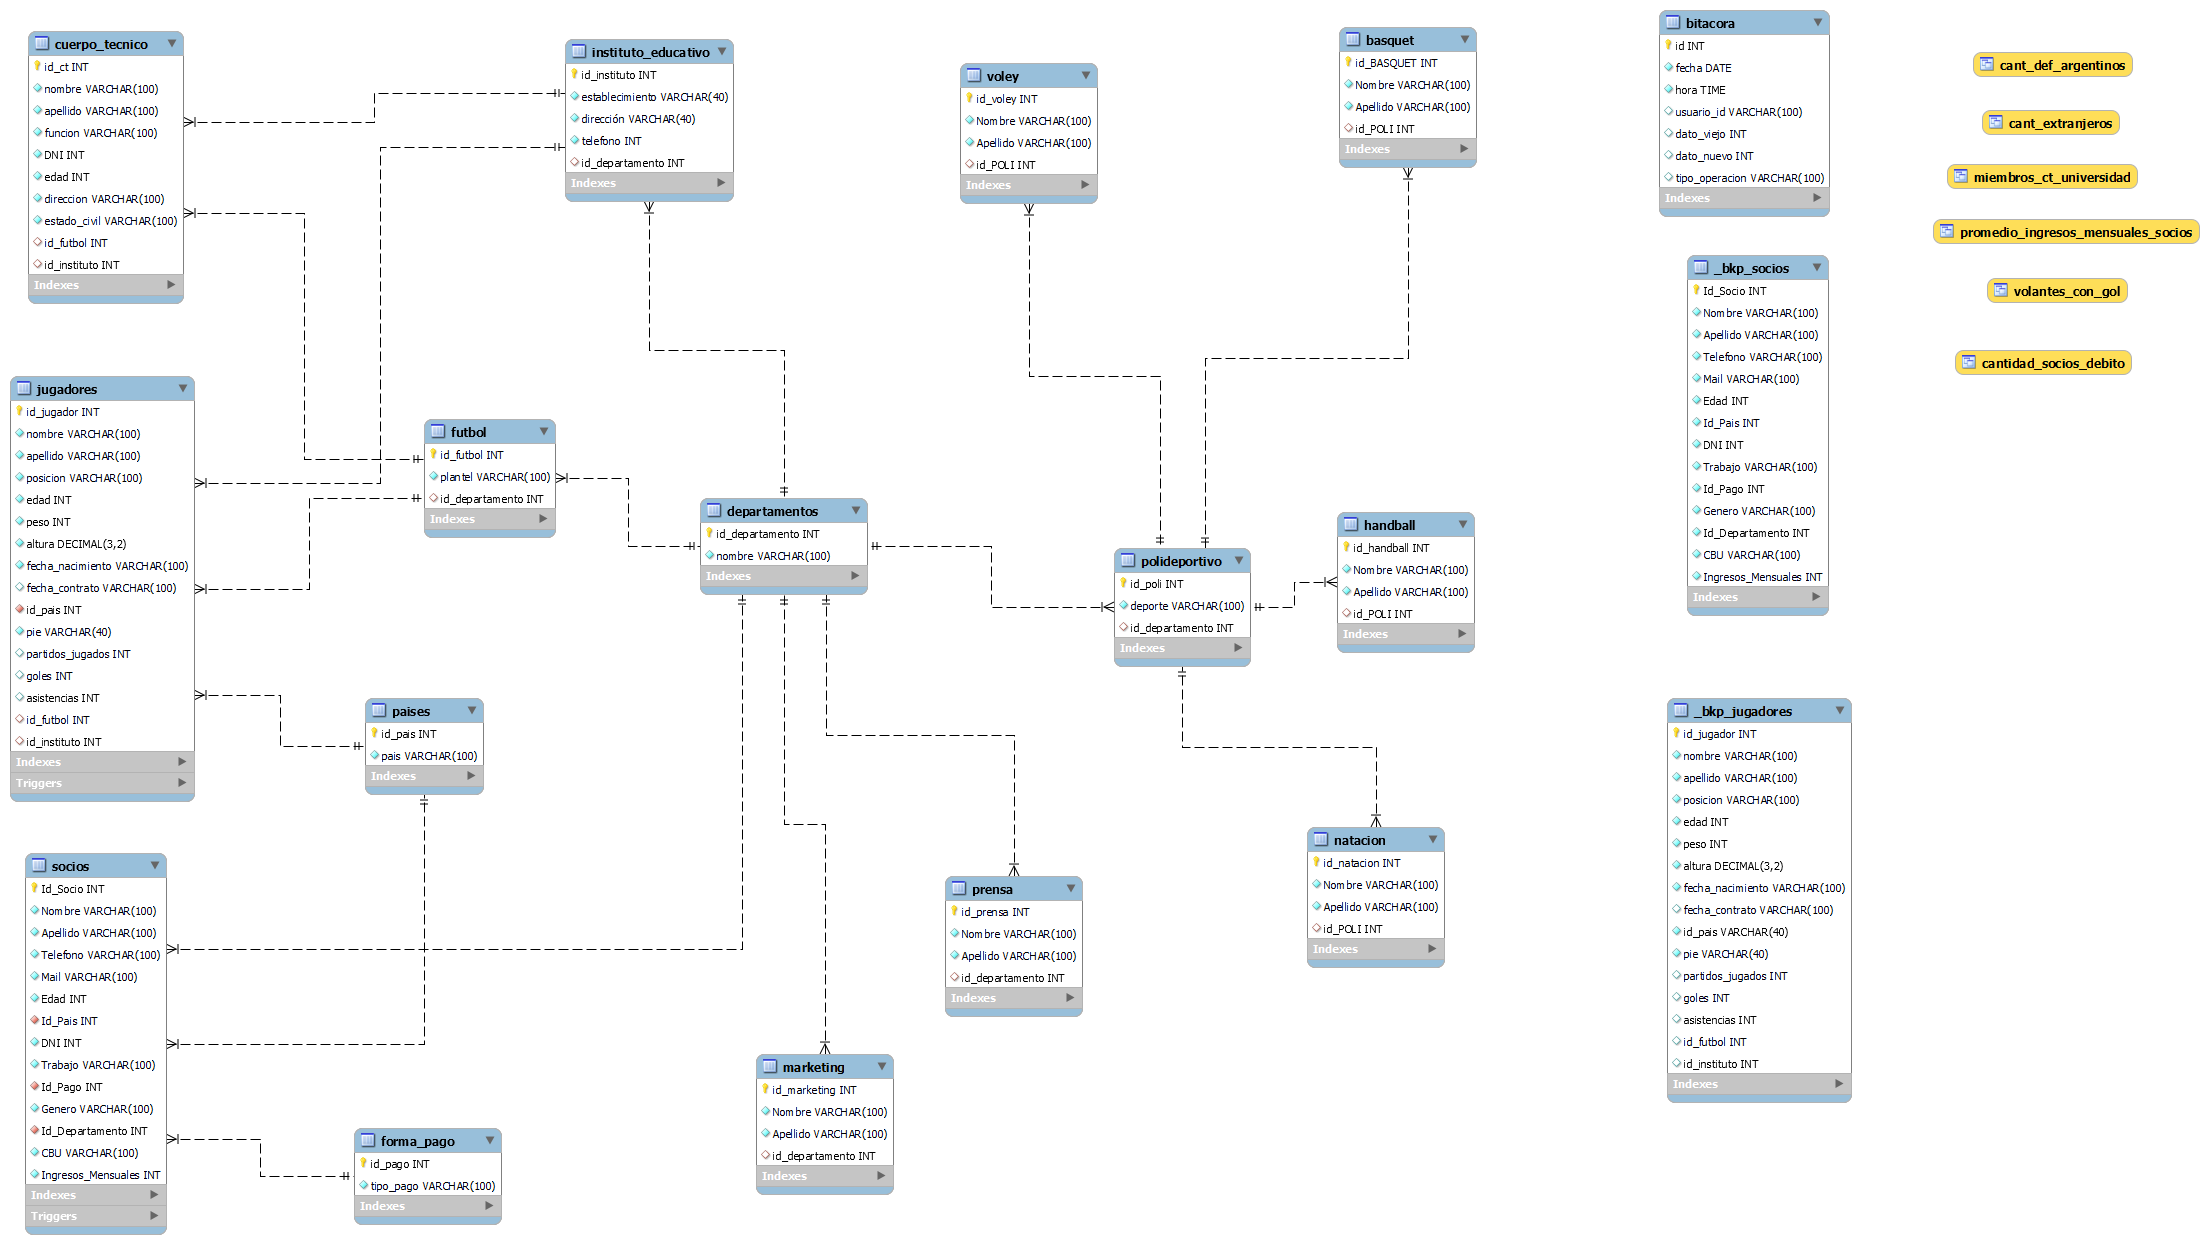 cuerpo_tecnico
id_ct INT
nombre VARCHAR(100)
apellido VARCHAR(100)
funcion VARCHAR(100)
DNI INT
edad INT
direccion VARCHAR(100)
estado_civil VARCHAR(100)
id_futbol INT
id_instituto INT
Indexes
instituto_educativo
id_instituto INT
establecimiento VARCHAR(40)
dirección VARCHAR(40)
telefono INT
id_departamento INT
Indexes
voley
id_voley INT
Nombre VARCHAR(100)
Apellido VARCHAR(100)
id_POLI INT
Indexes
basquet
id_BASQUET INT
Nombre VARCHAR(100)
Apellido VARCHAR(100)
id_POLI INT
Indexes
bitacora
id INT
fecha DATE
hora TIME
usuario_id VARCHAR(100)
dato_viejo INT
dato_nuevo INT
tipo_operacion VARCHAR(100)
Indexes
cant_def_argentinos
cant_extranjeros
miembros_ct_universidad
promedio_ingresos_mensuales_socios
volantes_con_gol
cantidad_socios_debito
_bkp_socios
Id_Socio INT
Nombre VARCHAR(100)
Apellido VARCHAR(100)
Telefono VARCHAR(100)
Mail VARCHAR(100)
Edad INT
Id_Pais INT
DNI INT
Trabajo VARCHAR(100)
Id_Pago INT
Genero VARCHAR(100)
Id_Departamento INT
CBU VARCHAR(100)
Ingresos_Mensuales INT
Indexes
jugadores
id_jugador INT
nombre VARCHAR(100)
apellido VARCHAR(100)
posicion VARCHAR(100)
edad INT
peso INT
altura DECIMAL(3,2)
fecha_nacimiento VARCHAR(100)
fecha_contrato VARCHAR(100)
id_pais INT
pie VARCHAR(40)
partidos_jugados INT
goles INT
asistencias INT
id_futbol INT
id_instituto INT
Indexes
Triggers
futbol
id_futbol INT
plantel VARCHAR(100)
id_departamento INT
Indexes
departamentos
id_departamento INT
nombre VARCHAR(100)
Indexes
polideportivo
id_poli INT
deporte VARCHAR(100)
id_departamento INT
Indexes
handball
id_handball INT
Nombre VARCHAR(100)
Apellido VARCHAR(100)
id_POLI INT
Indexes
paises
id_pais INT
pais VARCHAR(100)
Indexes
_bkp_jugadores
id_jugador INT
nombre VARCHAR(100)
apellido VARCHAR(100)
posicion VARCHAR(100)
edad INT
peso INT
altura DECIMAL(3,2)
fecha_nacimiento VARCHAR(100)
fecha_contrato VARCHAR(100)
id_pais VARCHAR(40)
pie VARCHAR(40)
partidos_jugados INT
goles INT
asistencias INT
id_futbol INT
id_instituto INT
Indexes
socios
Id_Socio INT
Nombre VARCHAR(100)
Apellido VARCHAR(100)
Telefono VARCHAR(100)
Mail VARCHAR(100)
Edad INT
Id_Pais INT
DNI INT
Trabajo VARCHAR(100)
Id_Pago INT
Genero VARCHAR(100)
Id_Departamento INT
CBU VARCHAR(100)
Ingresos_Mensuales INT
Indexes
Triggers
prensa
id_prensa INT
Nombre VARCHAR(100)
Apellido VARCHAR(100)
id_departamento INT
Indexes
natacion
id_natacion INT
Nombre VARCHAR(100)
Apellido VARCHAR(100)
id_POLI INT
Indexes
marketing
id_marketing INT
Nombre VARCHAR(100)
Apellido VARCHAR(100)
id_departamento INT
Indexes
forma_pago
id_pago INT
tipo_pago VARCHAR(100)
Indexes